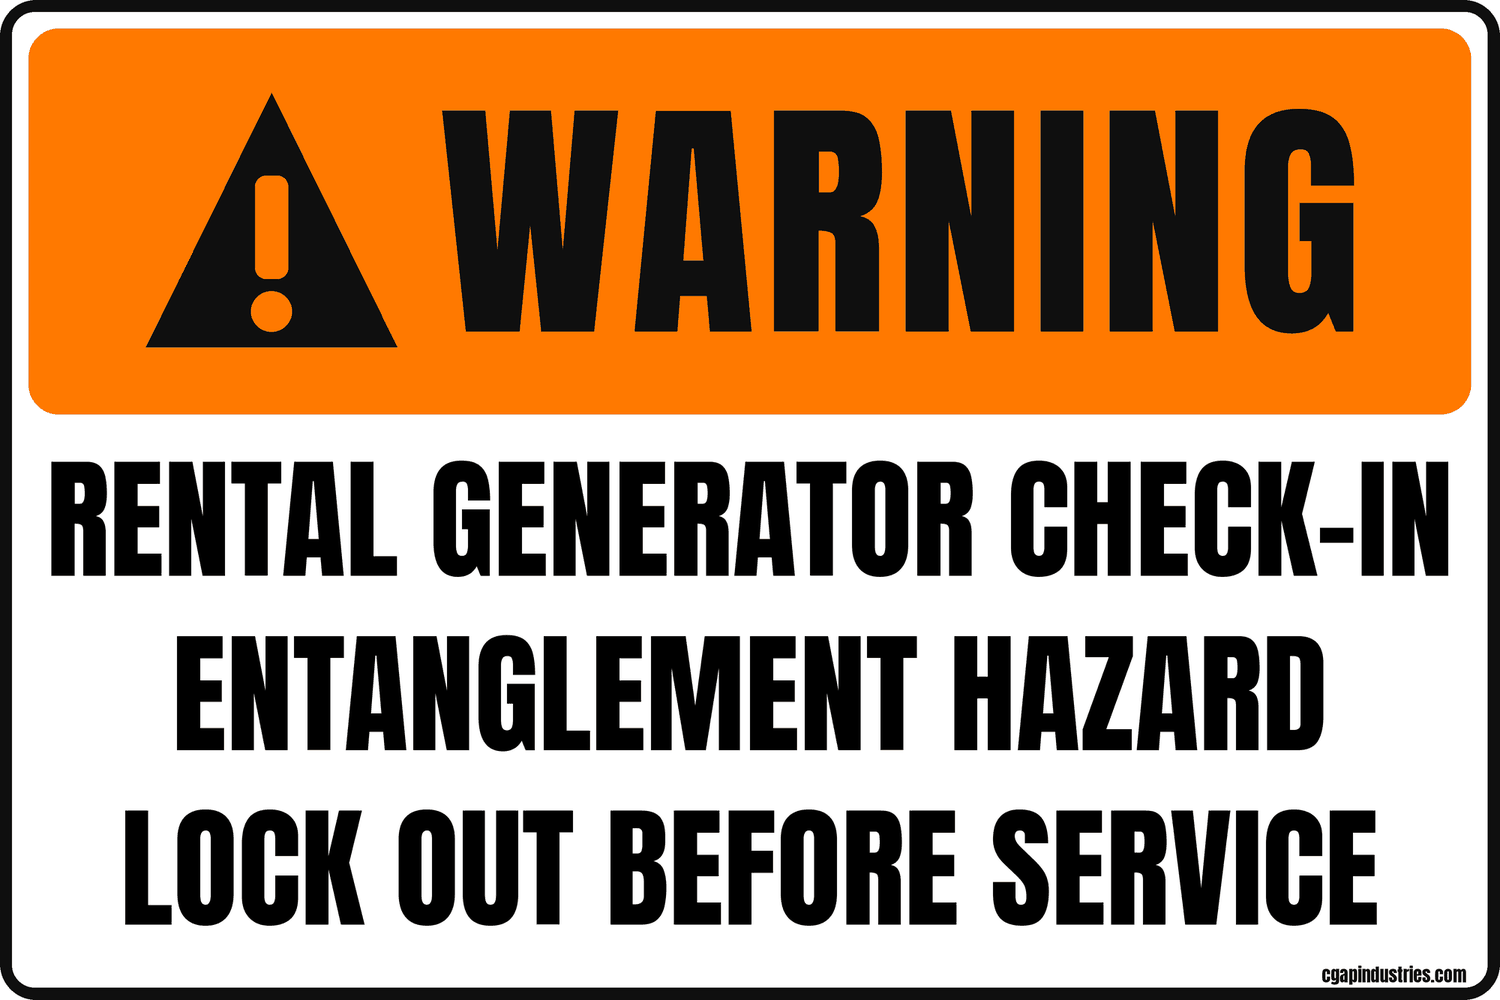 WARNING
RENTAL GENERATOR CHECK-IN
ENTANGLEMENT HAZARD
LOCK OUT BEFORE SERVICE
cgapindustries.com